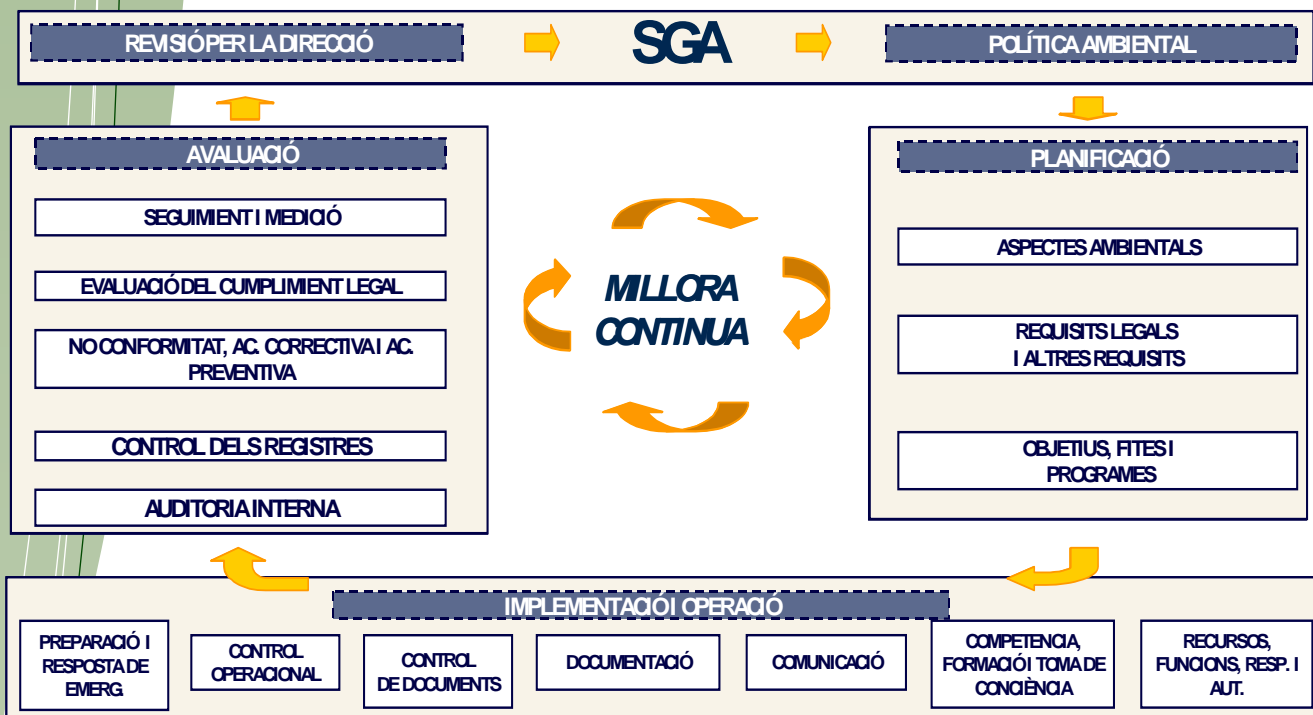 REVISIÓ PER LA DIRECCIÓ
SGA
POLÍTICA AMBIENTAL
AVALUACIÓ
SEGUIMIENT I MEDICIÓ
EVALUACIÓ DEL CUMPLIMIENT LEGAL
NO CONFORMITAT, AC. CORRECTIVA I AC.
PREVENTIVA
CONTROL DELS REGISTRES
AUDITORIA INTERNA
MILLORA
CONTINUA
PLANIFICACIÓ
ASPECTES AMBIENTALS
REQUISITS LEGALS
I ALTRES REQUISITS
OBJETIUS, FITES I
PROGRAMES
IMPLEMENTACIÓ I OPERACIÓ
PREPARACIÓ I
RESPOSTA DE
EMERG.
CONTROL
OPERACIONAL
CONTROL
DE DOCUMENTS
DOCUMENTACIÓ
COMUNICACIÓ
COMPETENCIA,
FORMACIÓ I TOMA DE
CONCIÈNCIA
RECURSOS,
FUNCIONS, RESP. I
AUT.